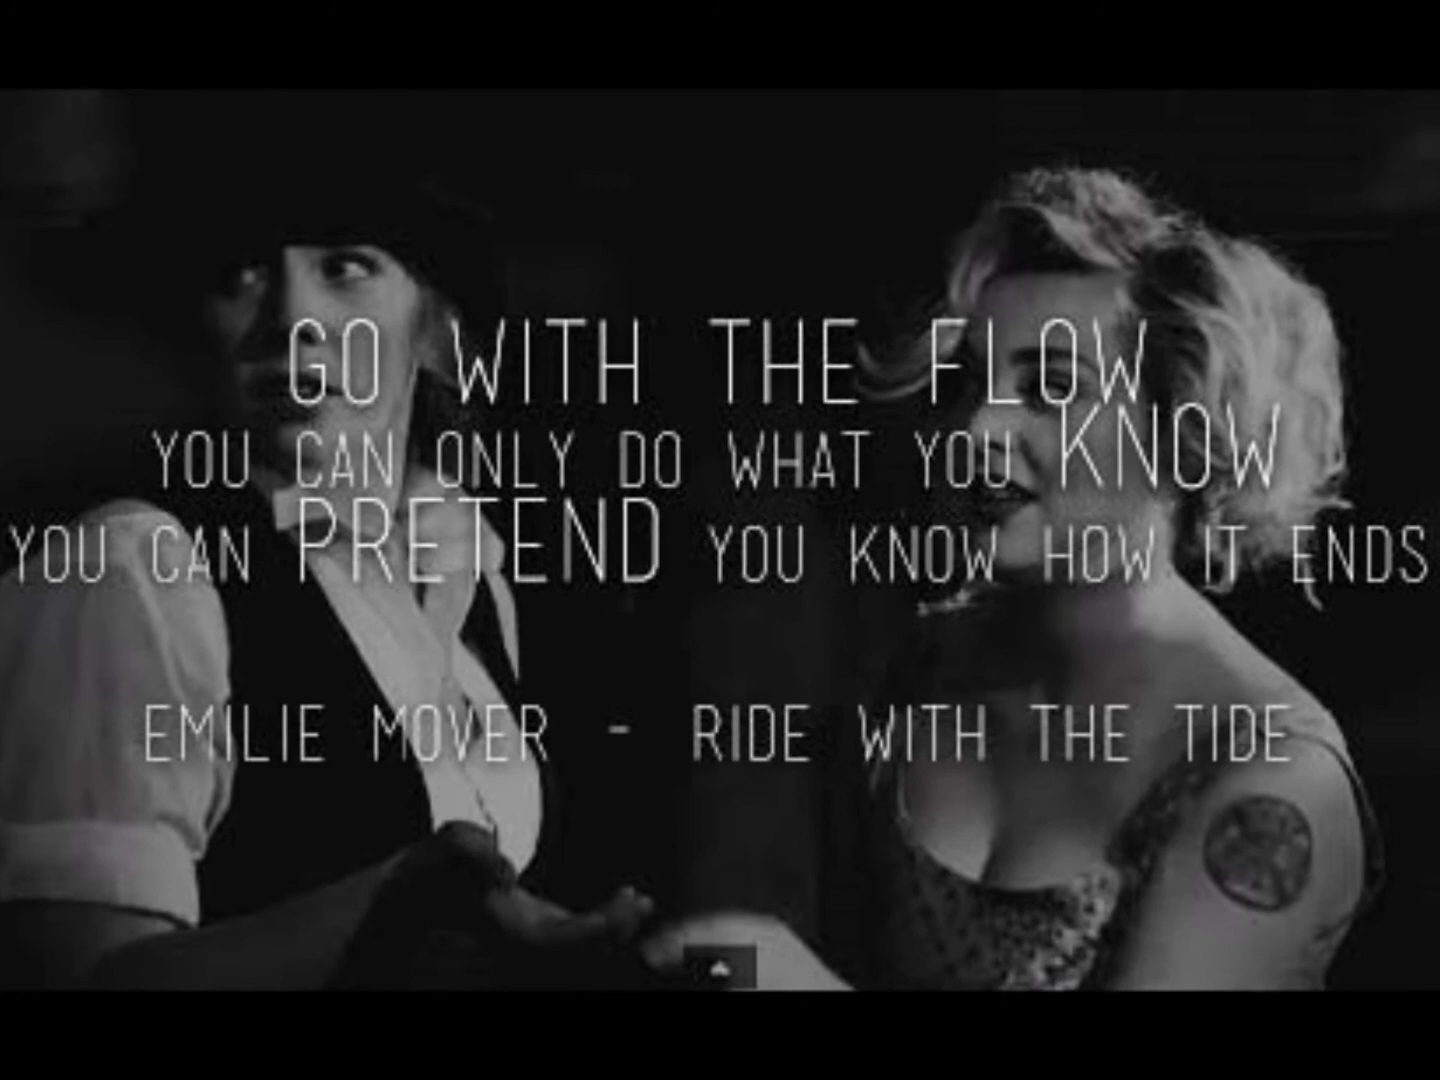 GO WITH THE FLOW
YOU CAN ONLY DO WHAT YOU KNOW
YOU CAN PRETEND YOU KNOW HOW IT ENDS
EMILIE MOVER - RIDE WITH THE TIDE